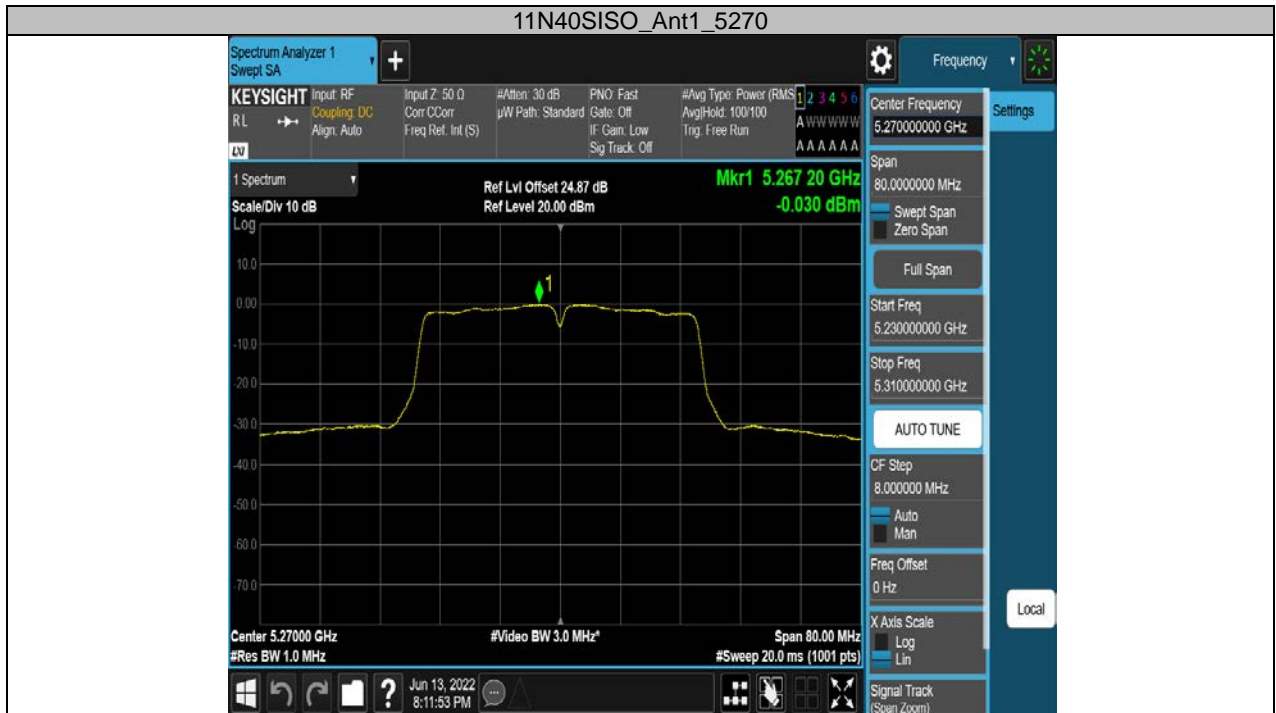 11N40SISO_Ant1_5270
Spectrum Analyzer 1
Swept SA
+
Frequency
KEYSIGHT
RL
LXI
Input: RF
Coupling: DC
Align: Auto
Input Z: 50 Ω
Corr CCorr
Freq Ref: Int (S)
#Atten: 30 dB
µW Path: Standard
PNO: Fast
Gate: Off
IF Gain: Low
Sig Track: Off
#Avg Type: Power (RMS
Avg|Hold: 100/100
Trig: Free Run
1 2 3 4 5 6
A W W W W W
A A A A A A
Center Frequency
5.270000000 GHz
Settings
Span
80.0000000 MHz
Swept Span
Zero Span
Full Span
Start Freq
5.230000000 GHz
Stop Freq
5.310000000 GHz
AUTO TUNE
CF Step
8.000000 MHz
Auto
Man
Freq Offset
0 Hz
X Axis Scale
Log
Lin
Local
Signal Track
(Span Zoom)
1 Spectrum
Scale/Div 10 dB
Log
Ref Lvl Offset 24.87 dB
Ref Level 20.00 dBm
Mkr1 5.267 20 GHz
-0.030 dBm
1
10.0
0.00
-10.0
-20.0
-30.0
-40.0
-50.0
-60.0
-70.0
Center 5.27000 GHz
#Res BW 1.0 MHz
#Video BW 3.0 MHz*
Span 80.00 MHz
#Sweep 20.0 ms (1001 pts)
?
Jun 13, 2022
8:11:53 PM